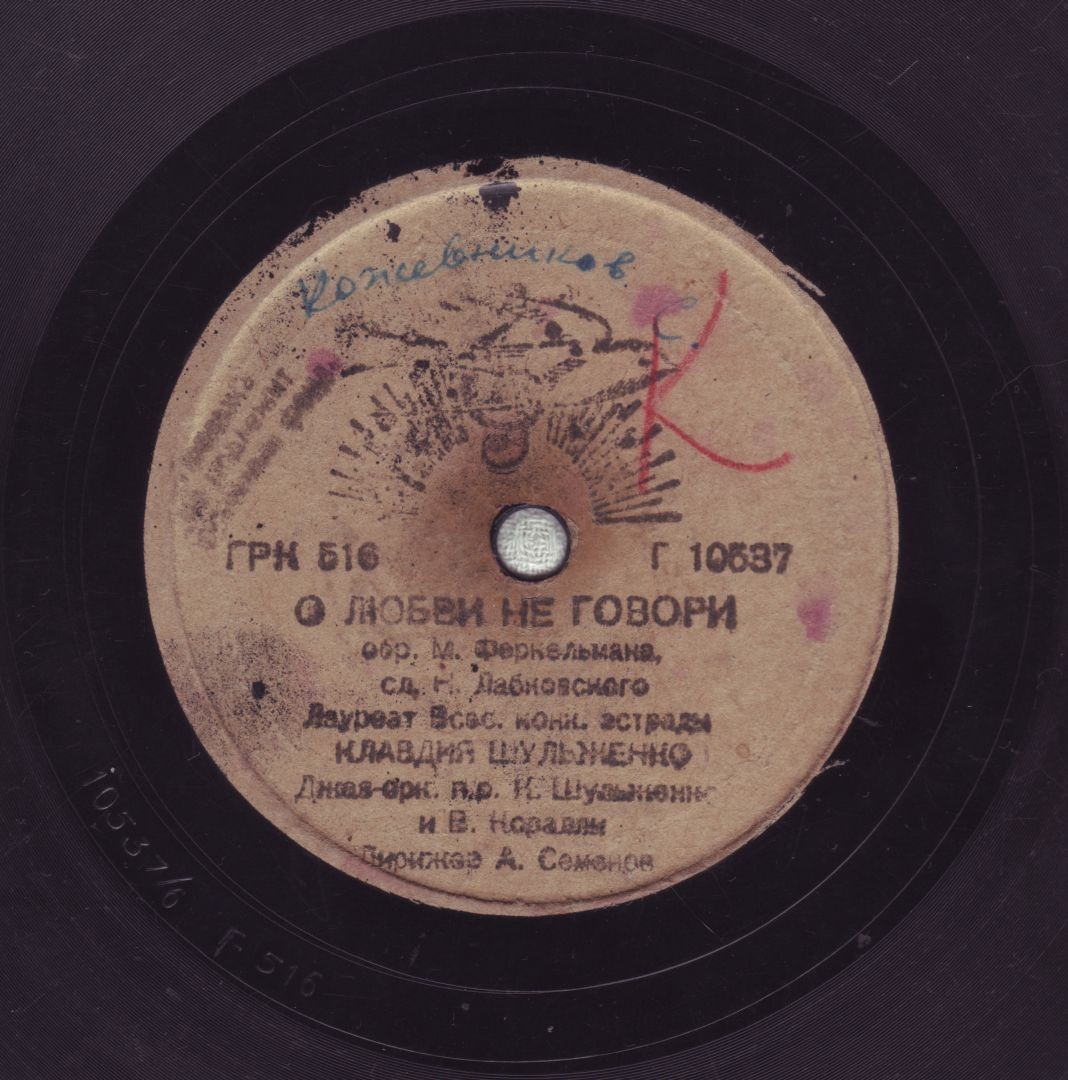 Кожевников
С.
К
ГРК 516
Г 10537
О ЛЮБВИ НЕ ГОВОРИ
обр. М. Феркельмана,
сл. Н. Лабковского
Лауреат Всес. конк. эстрады
КЛАВДИЯ ШУЛЬЖЕНКО
Джаз-орк. п/р. К. Шульженко
и В. Коралли
Дирижер А. Семенов
10537/6 Г-516